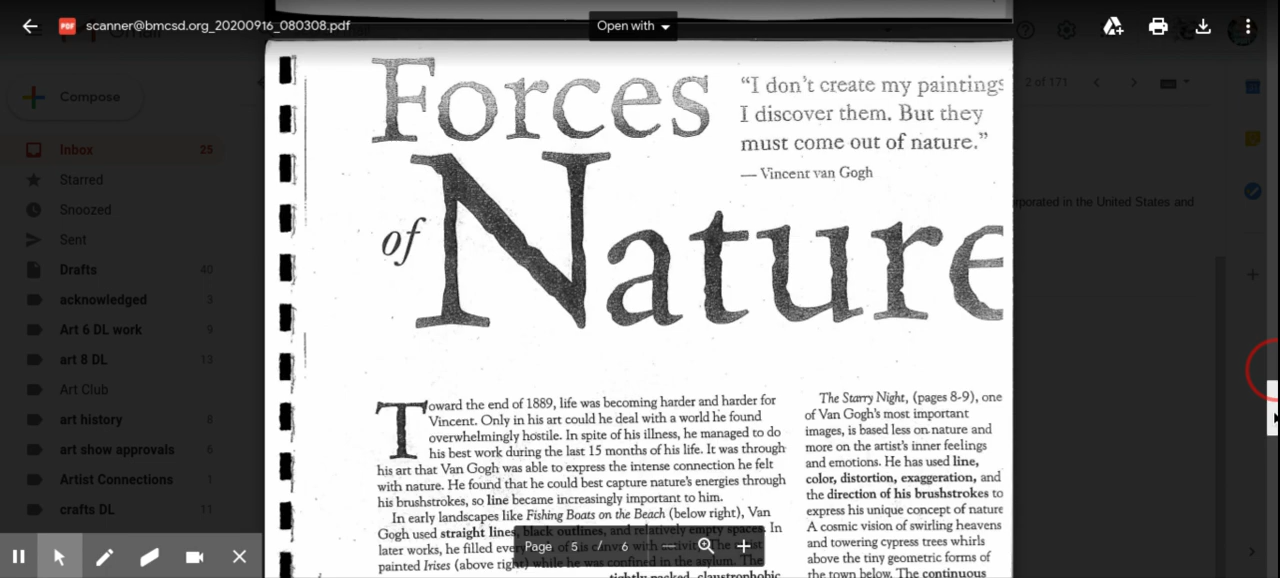 scanner@bmcsd.org_20200916_080308.pdf
Open with
Compose
2 of 171
Inbox 25
Starred
Snoozed
Sent
Drafts 40
acknowledged 3
Art 6 DL work 9
art 8 DL 13
Art Club
art history 8
art show approvals 6
Artist Connections 1
crafts DL 11
rporated in the United States and
Forces
of Nature
“I don’t create my paintings
I discover them. But they
must come out of nature.”
— Vincent van Gogh
Toward the end of 1889, life was becoming harder and harder for
Vincent. Only in his art could he deal with a world he found
overwhelmingly hostile. In spite of his illness, he managed to do
his best work during the last 15 months of his life. It was through
his art that Van Gogh was able to express the intense connection he felt
with nature. He found that he could best capture nature’s energies through
his brushstrokes, so line became increasingly important to him.
In early landscapes like Fishing Boats on the Beach (below right), Van
Gogh used straight lines, black outlines, and relatively empty spaces. In
later works, he filled every of his canvas with activity. The
painted Irises (above right) while he was confined in the asylum. The
tightly packed, claustrophobic
The Starry Night, (pages 8-9), one
of Van Gogh’s most important
images, is based less on nature and
more on the artist’s inner feelings
and emotions. He has used line,
color, distortion, exaggeration, and
the direction of his brushstrokes to
express his unique concept of nature
A cosmic vision of swirling heavens
and towering cypress trees whirls
above the tiny geometric forms of
the town below. The continuous
Page 5 / 6